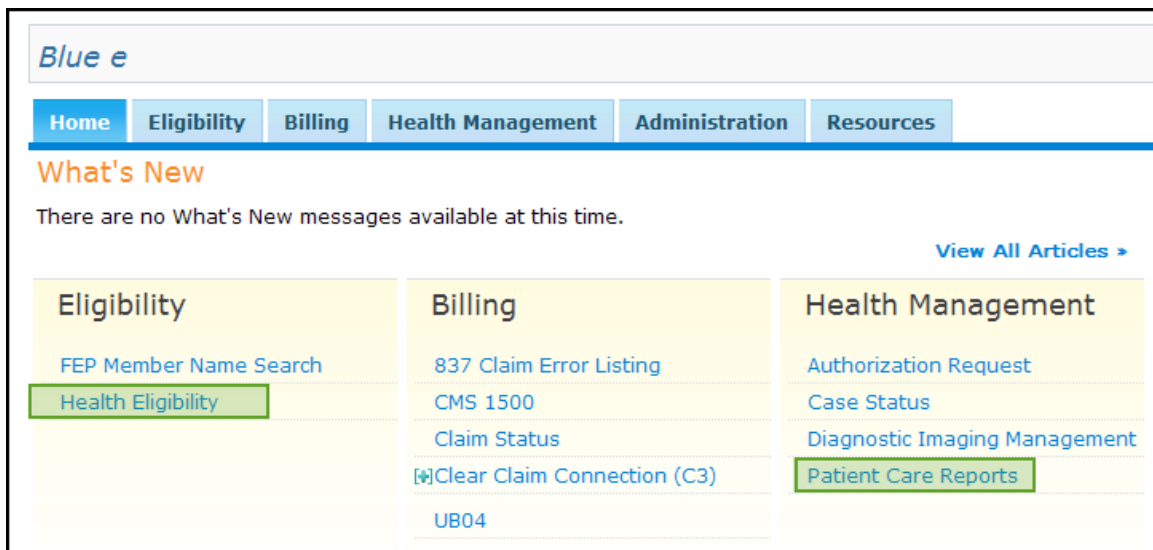 Blue e
Home Eligibility Billing Health Management Administration Resources
What's New
There are no What's New messages available at this time.
View All Articles »
Eligibility
FEP Member Name Search
Health Eligibility
Billing
837 Claim Error Listing
CMS 1500
Claim Status
[+]Clear Claim Connection (C3)
UB04
Health Management
Authorization Request
Case Status
Diagnostic Imaging Management
Patient Care Reports